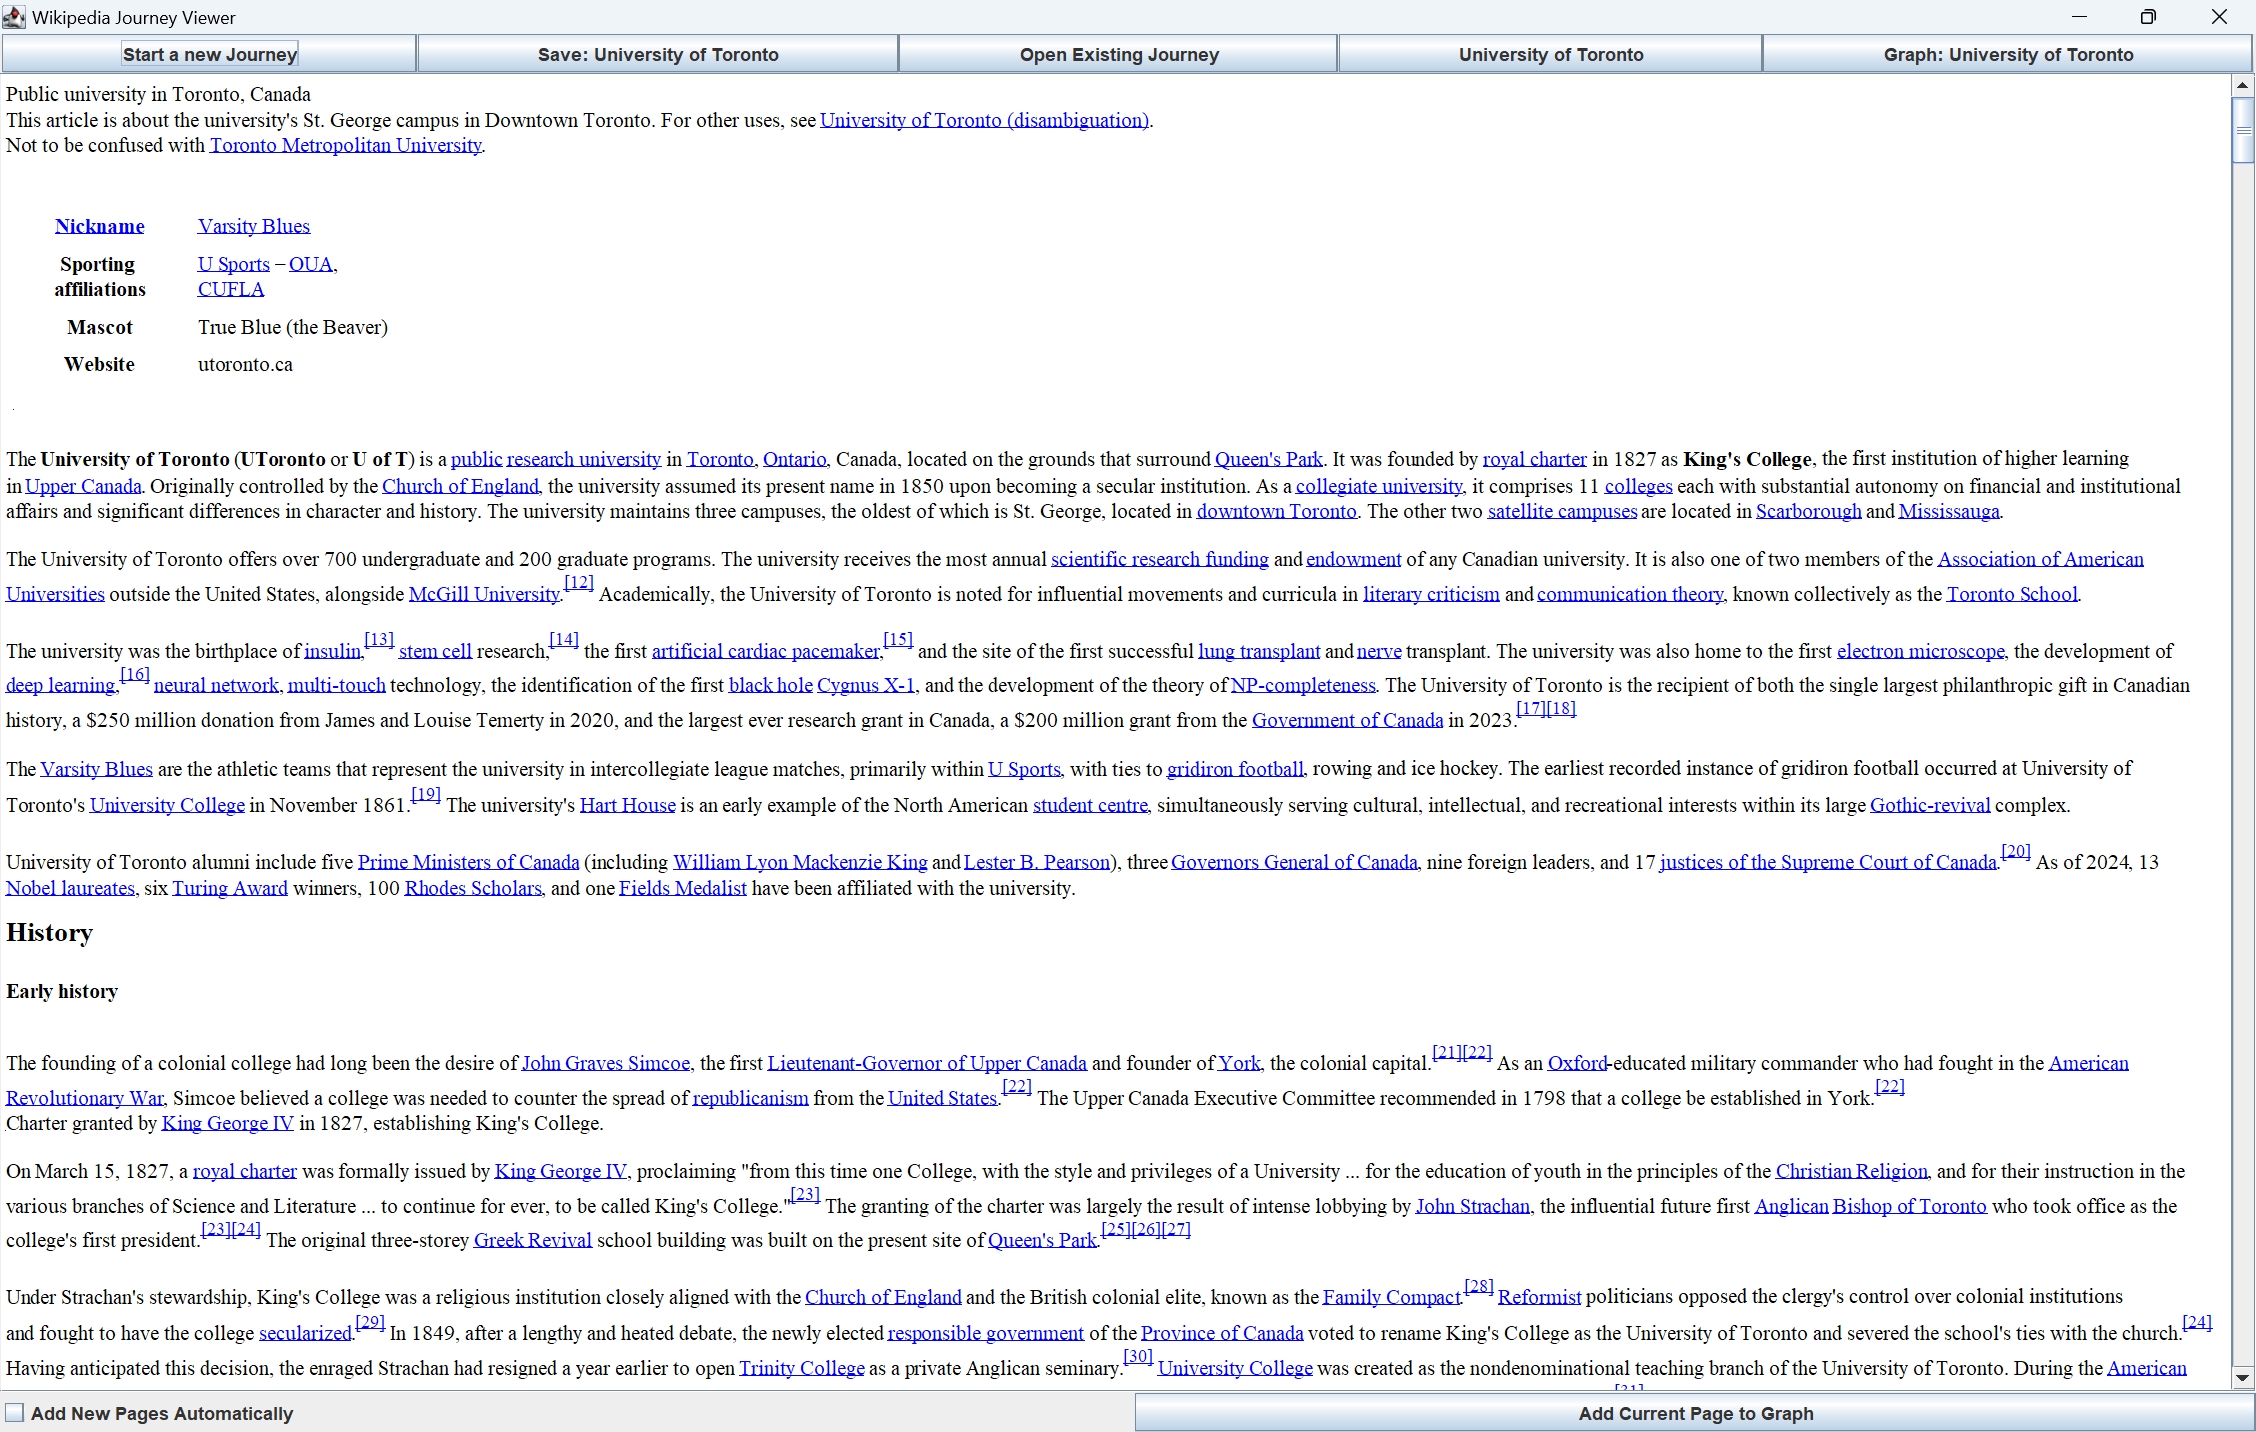 Wikipedia Journey Viewer
Start a new Journey
Save: University of Toronto
Open Existing Journey
University of Toronto
Graph: University of Toronto
Public university in Toronto, Canada
This article is about the university's St. George campus in Downtown Toronto. For other uses, see University of Toronto (disambiguation).
Not to be confused with Toronto Metropolitan University.
Nickname Varsity Blues
Sporting affiliations U Sports – OUA, CUFLA
Mascot True Blue (the Beaver)
Website utoronto.ca
.
The University of Toronto (UToronto or U of T) is a public research university in Toronto, Ontario, Canada, located on the grounds that surround Queen's Park. It was founded by royal charter in 1827 as King's College, the first institution of higher learning
in Upper Canada. Originally controlled by the Church of England, the university assumed its present name in 1850 upon becoming a secular institution. As a collegiate university, it comprises 11 colleges each with substantial autonomy on financial and institutional
affairs and significant differences in character and history. The university maintains three campuses, the oldest of which is St. George, located in downtown Toronto. The other two satellite campuses are located in Scarborough and Mississauga.
The University of Toronto offers over 700 undergraduate and 200 graduate programs. The university receives the most annual scientific research funding and endowment of any Canadian university. It is also one of two members of the Association of American
Universities outside the United States, alongside McGill University.[12] Academically, the University of Toronto is noted for influential movements and curricula in literary criticism and communication theory, known collectively as the Toronto School.
The university was the birthplace of insulin,[13] stem cell research,[14] the first artificial cardiac pacemaker,[15] and the site of the first successful lung transplant and nerve transplant. The university was also home to the first electron microscope, the development of
deep learning,[16] neural network, multi-touch technology, the identification of the first black hole Cygnus X-1, and the development of the theory of NP-completeness. The University of Toronto is the recipient of both the single largest philanthropic gift in Canadian
history, a $250 million donation from James and Louise Temerty in 2020, and the largest ever research grant in Canada, a $200 million grant from the Government of Canada in 2023.[17][18]
The Varsity Blues are the athletic teams that represent the university in intercollegiate league matches, primarily within U Sports, with ties to gridiron football, rowing and ice hockey. The earliest recorded instance of gridiron football occurred at University of
Toronto's University College in November 1861.[19] The university's Hart House is an early example of the North American student centre, simultaneously serving cultural, intellectual, and recreational interests within its large Gothic-revival complex.
University of Toronto alumni include five Prime Ministers of Canada (including William Lyon Mackenzie King and Lester B. Pearson), three Governors General of Canada, nine foreign leaders, and 17 justices of the Supreme Court of Canada.[20] As of 2024, 13
Nobel laureates, six Turing Award winners, 100 Rhodes Scholars, and one Fields Medalist have been affiliated with the university.
History
Early history
The founding of a colonial college had long been the desire of John Graves Simcoe, the first Lieutenant-Governor of Upper Canada and founder of York, the colonial capital.[21][22] As an Oxford-educated military commander who had fought in the American
Revolutionary War, Simcoe believed a college was needed to counter the spread of republicanism from the United States.[22] The Upper Canada Executive Committee recommended in 1798 that a college be established in York.[22]
Charter granted by King George IV in 1827, establishing King's College.
On March 15, 1827, a royal charter was formally issued by King George IV, proclaiming "from this time one College, with the style and privileges of a University ... for the education of youth in the principles of the Christian Religion, and for their instruction in the
various branches of Science and Literature ... to continue for ever, to be called King's College."[23] The granting of the charter was largely the result of intense lobbying by John Strachan, the influential future first Anglican Bishop of Toronto who took office as the
college's first president.[23][24] The original three-storey Greek Revival school building was built on the present site of Queen's Park.[25][26][27]
Under Strachan's stewardship, King's College was a religious institution closely aligned with the Church of England and the British colonial elite, known as the Family Compact.[28] Reformist politicians opposed the clergy's control over colonial institutions
and fought to have the college secularized.[29] In 1849, after a lengthy and heated debate, the newly elected responsible government of the Province of Canada voted to rename King's College as the University of Toronto and severed the school's ties with the church.[24]
Having anticipated this decision, the enraged Strachan had resigned a year earlier to open Trinity College as a private Anglican seminary.[30] University College was created as the nondenominational teaching branch of the University of Toronto. During the American
Add New Pages Automatically
Add Current Page to Graph